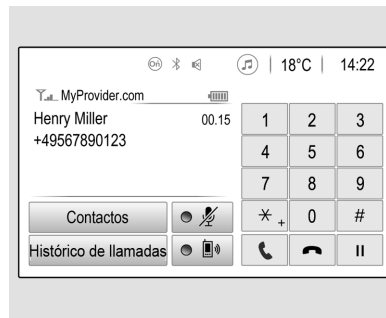 On
18°C
14:22
MyProvider.com
Henry Miller
00.15
+49567890123
1
2
3
4
5
6
7
8
9
* +
0
#
Contactos
Histórico de llamadas